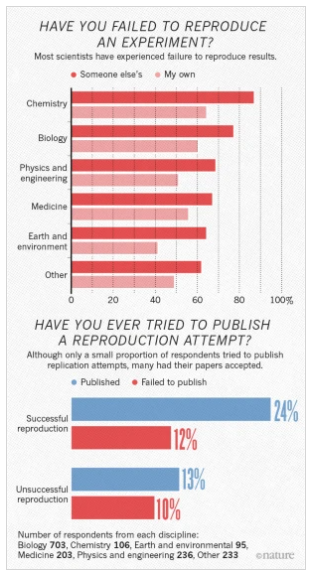 HAVE YOU FAILED TO REPRODUCE
AN EXPERIMENT?
Most scientists have experienced failure to reproduce results.
Someone else's My own
Chemistry
Biology
Physics and
engineering
Medicine
Earth and
environment
Other
0 20 40 60 80 100%
HAVE YOU EVER TRIED TO PUBLISH
A REPRODUCTION ATTEMPT?
Although only a small proportion of respondents tried to publish
replication attempts, many had their papers accepted.
Published Failed to publish
Successful
reproduction
24%
12%
Unsuccessful
reproduction
13%
10%
Number of respondents from each discipline:
Biology 703, Chemistry 106, Earth and environmental 95,
Medicine 203, Physics and engineering 236, Other 233
©nature